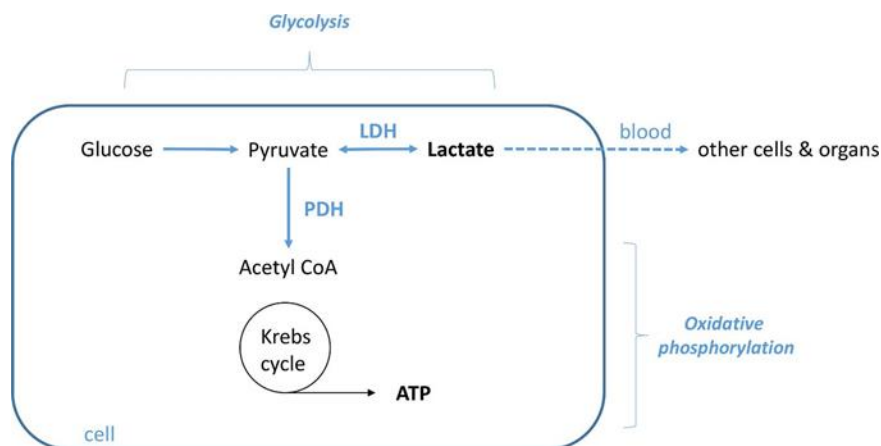 Glycolysis
LDH
blood
Glucose
Pyruvate
Lactate
other cells & organs
PDH
Acetyl CoA
Krebs
cycle
Oxidative
phosphorylation
ATP
cell